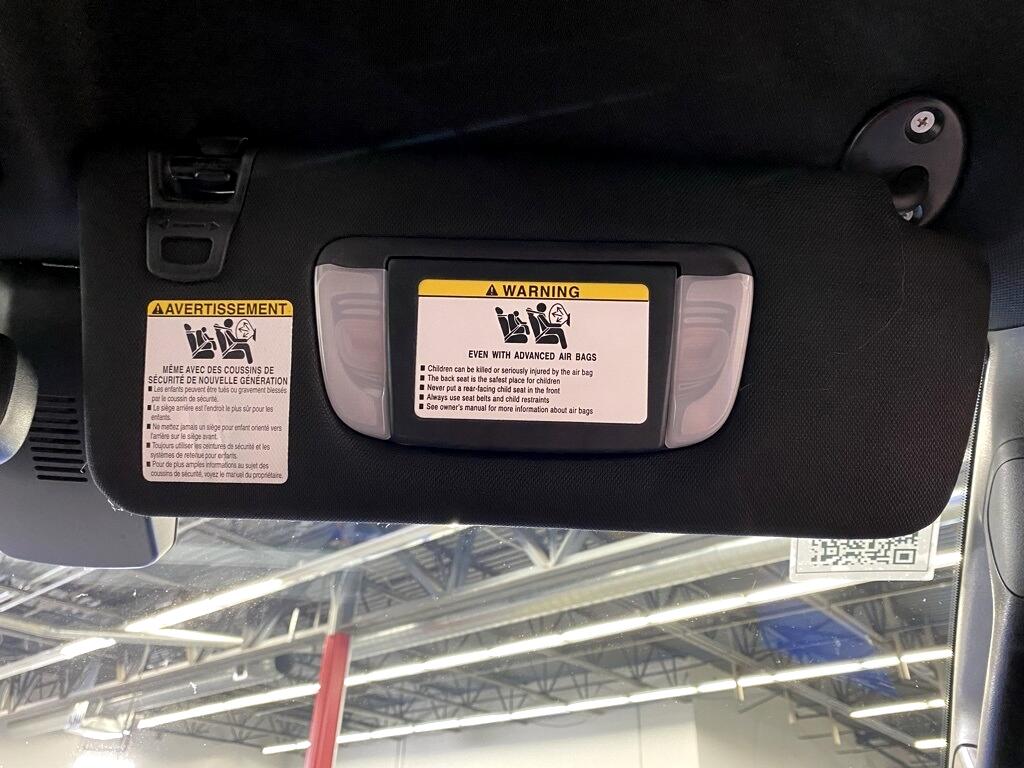 AVERTISSEMENT
MÊME AVEC DES COUSSINS DE
SÉCURITÉ DE NOUVELLE GÉNÉRATION
Les enfants peuvent être tués ou gravement blessés
par le coussin de sécurité.
Le siège arrière est l'endroit le plus sûr pour les
enfants.
Ne mettez jamais un siège pour enfant orienté vers
l'arrière sur le siège avant.
Toujours utiliser les ceintures de sécurité et les
systèmes de retenue pour enfants.
Pour de plus amples informations au sujet des
coussins de sécurité, voyez le manuel du propriétaire.
WARNING
EVEN WITH ADVANCED AIR BAGS
Children can be killed or seriously injured by the air bag
The back seat is the safest place for children
Never put a rear-facing child seat in the front
Always use seat belts and child restraints
See owner's manual for more information about air bags